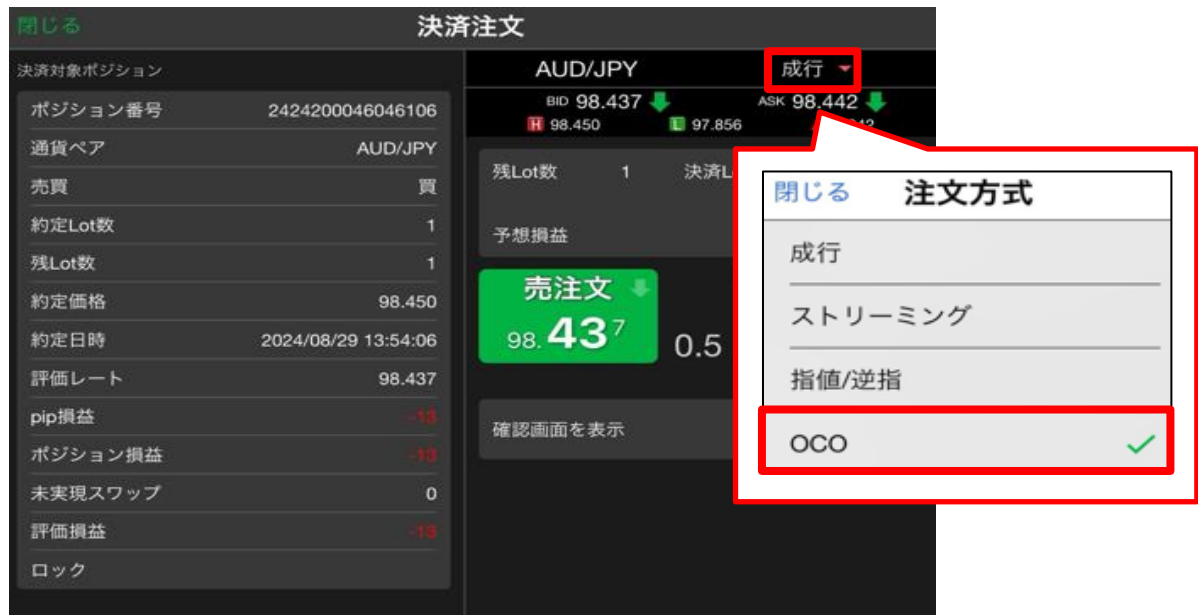 閉じる 決済注文
決済対象ポジション
ポジション番号 2424200046046106
通貨ペア AUD/JPY
売買 買
約定Lot数 1
残Lot数 1
約定価格 98.450
約定日時 2024/08/29 13:54:06
評価レート 98.437
pip損益 -13
ポジション損益 -13
未実現スワップ 0
評価損益 -13
ロック
AUD/JPY 成行
BID 98.437 ASK 98.442
H 98.450 L 97.856
残Lot数 1 決済L
予想損益
売注文
98.437 0.5
確認画面を表示
閉じる 注文方式
成行
ストリーミング
指値/逆指
OCO